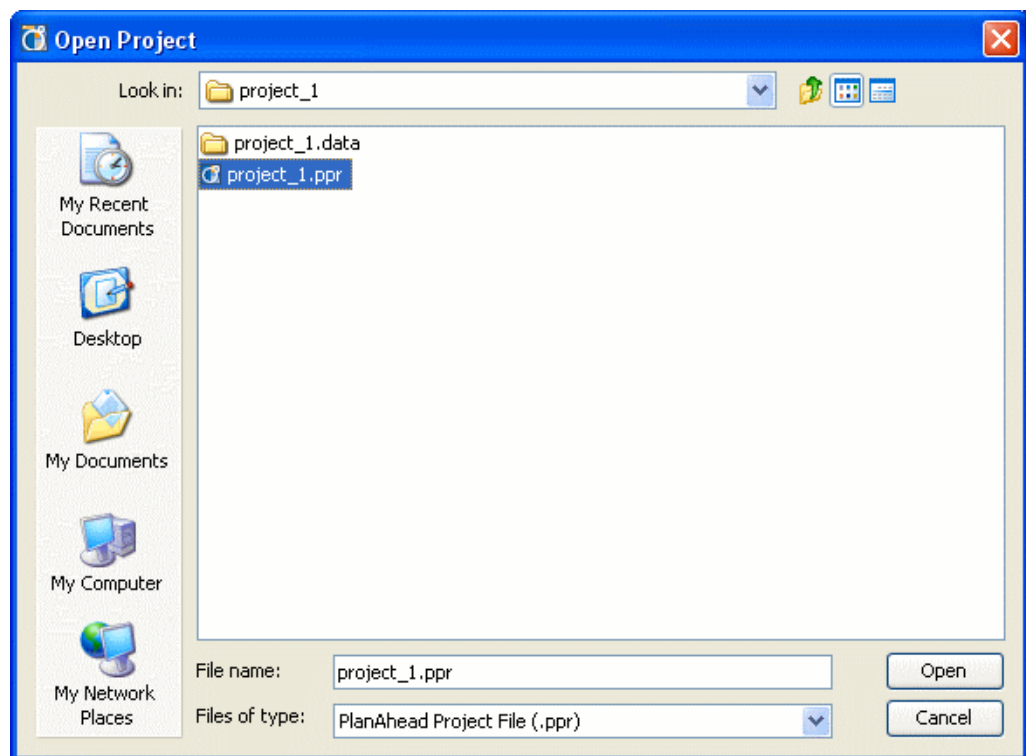 Open Project
Look in: project_1
project_1.data
project_1.ppr
My Recent
Documents
Desktop
My Documents
My Computer
My Network
Places
File name: project_1.ppr Open
Files of type: PlanAhead Project File (.ppr) Cancel